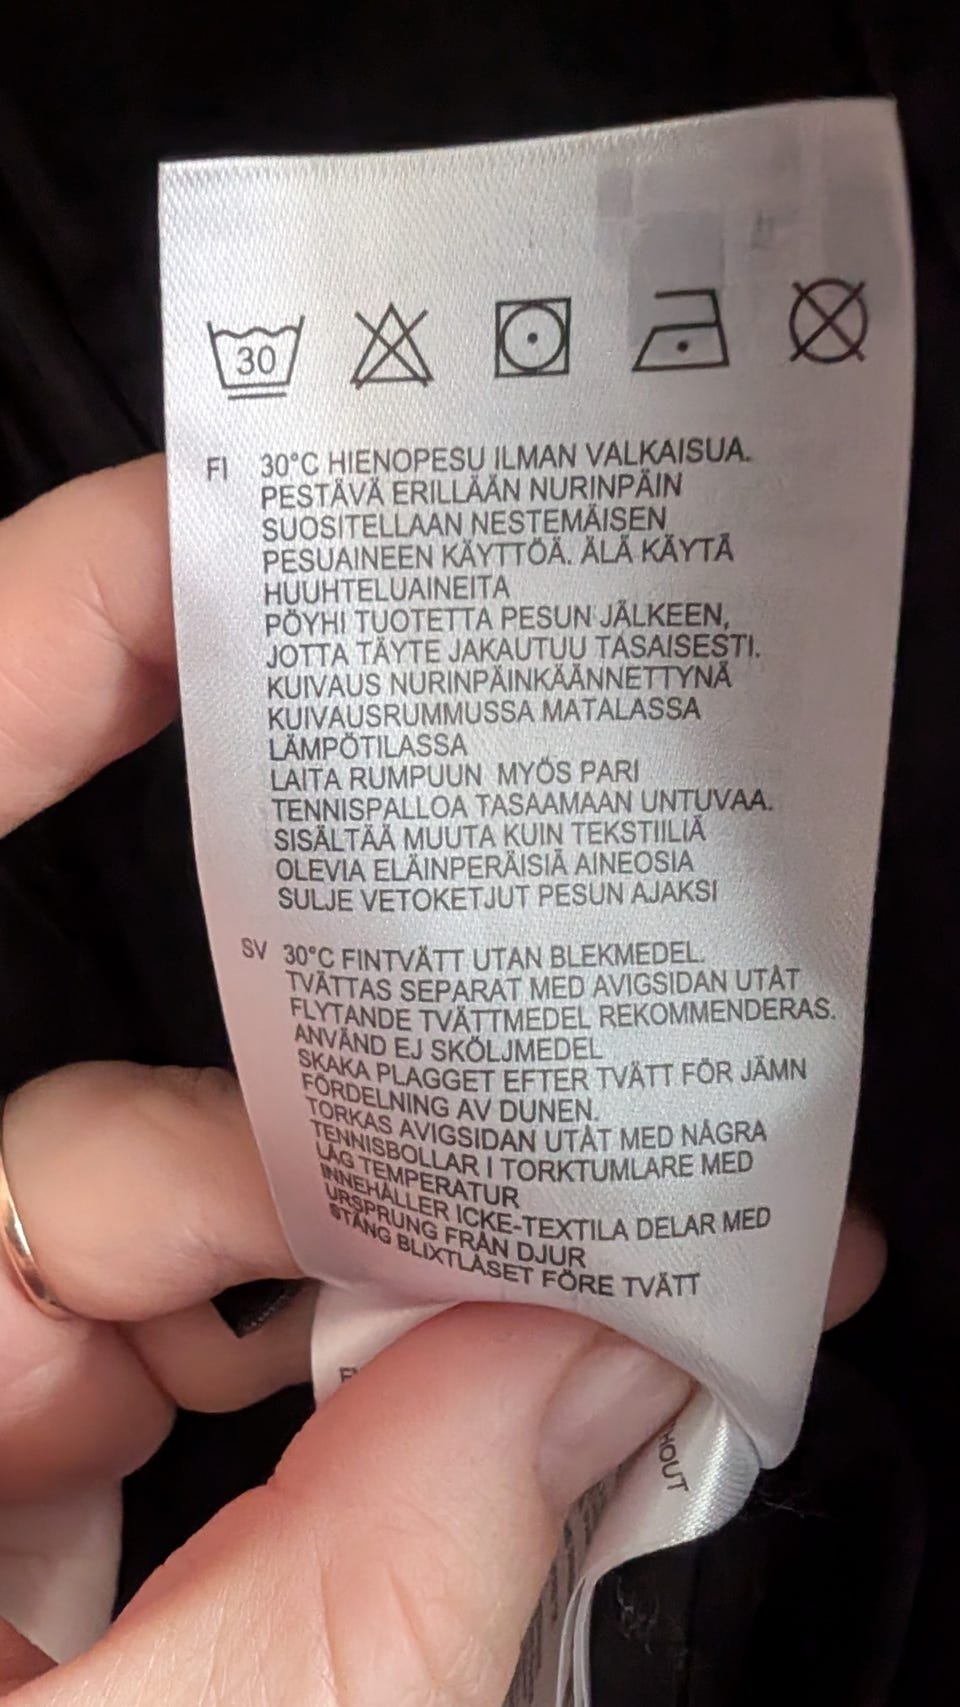 30
FI 30°C HIENOPESU ILMAN VALKAISUA.
PESTÄVÄ ERILLÄÄN NURINPÄIN
SUOSITELLAAN NESTEMÄISEN
PESUAINEEN KÄYTTÖÄ. ÄLÄ KÄYTÄ
HUUHTELUAINEITA
PÖYHI TUOTETTA PESUN JÄLKEEN,
JOTTA TÄYTE JAKAUTUU TASAISESTI.
KUIVAUS NURINPÄINKÄÄNNETTYNÄ
KUIVAUSRUMMUSSA MATALASSA
LÄMPÖTILASSA
LAITA RUMPUUN MYÖS PARI
TENNISPALLOA TASAAMAAN UNTUVAA.
SISÄLTÄÄ MUUTA KUIN TEKSTIILIÄ
OLEVIA ELÄINPERÄISIÄ AINEOSIA
SULJE VETOKETJUT PESUN AJAKSI
SV 30°C FINTVÄTT UTAN BLEKMEDEL.
TVÄTTAS SEPARAT MED AVIGSIDAN UTÅT
FLYTANDE TVÄTTMEDEL REKOMMENDERAS.
ANVÄND EJ SKÖLJMEDEL
SKAKA PLAGGET EFTER TVÄTT FÖR JÄMN
FÖRDELNING AV DUNEN.
TORKAS AVIGSIDAN UTÅT MED NÅGRA
TENNISBOLLAR I TORKTUMLARE MED
LÅG TEMPERATUR
INNEHÅLLER ICKE-TEXTILA DELAR MED
URSPRUNG FRÅN DJUR
STÄNG BLIXTLÅSET FÖRE TVÄTT
HOUT